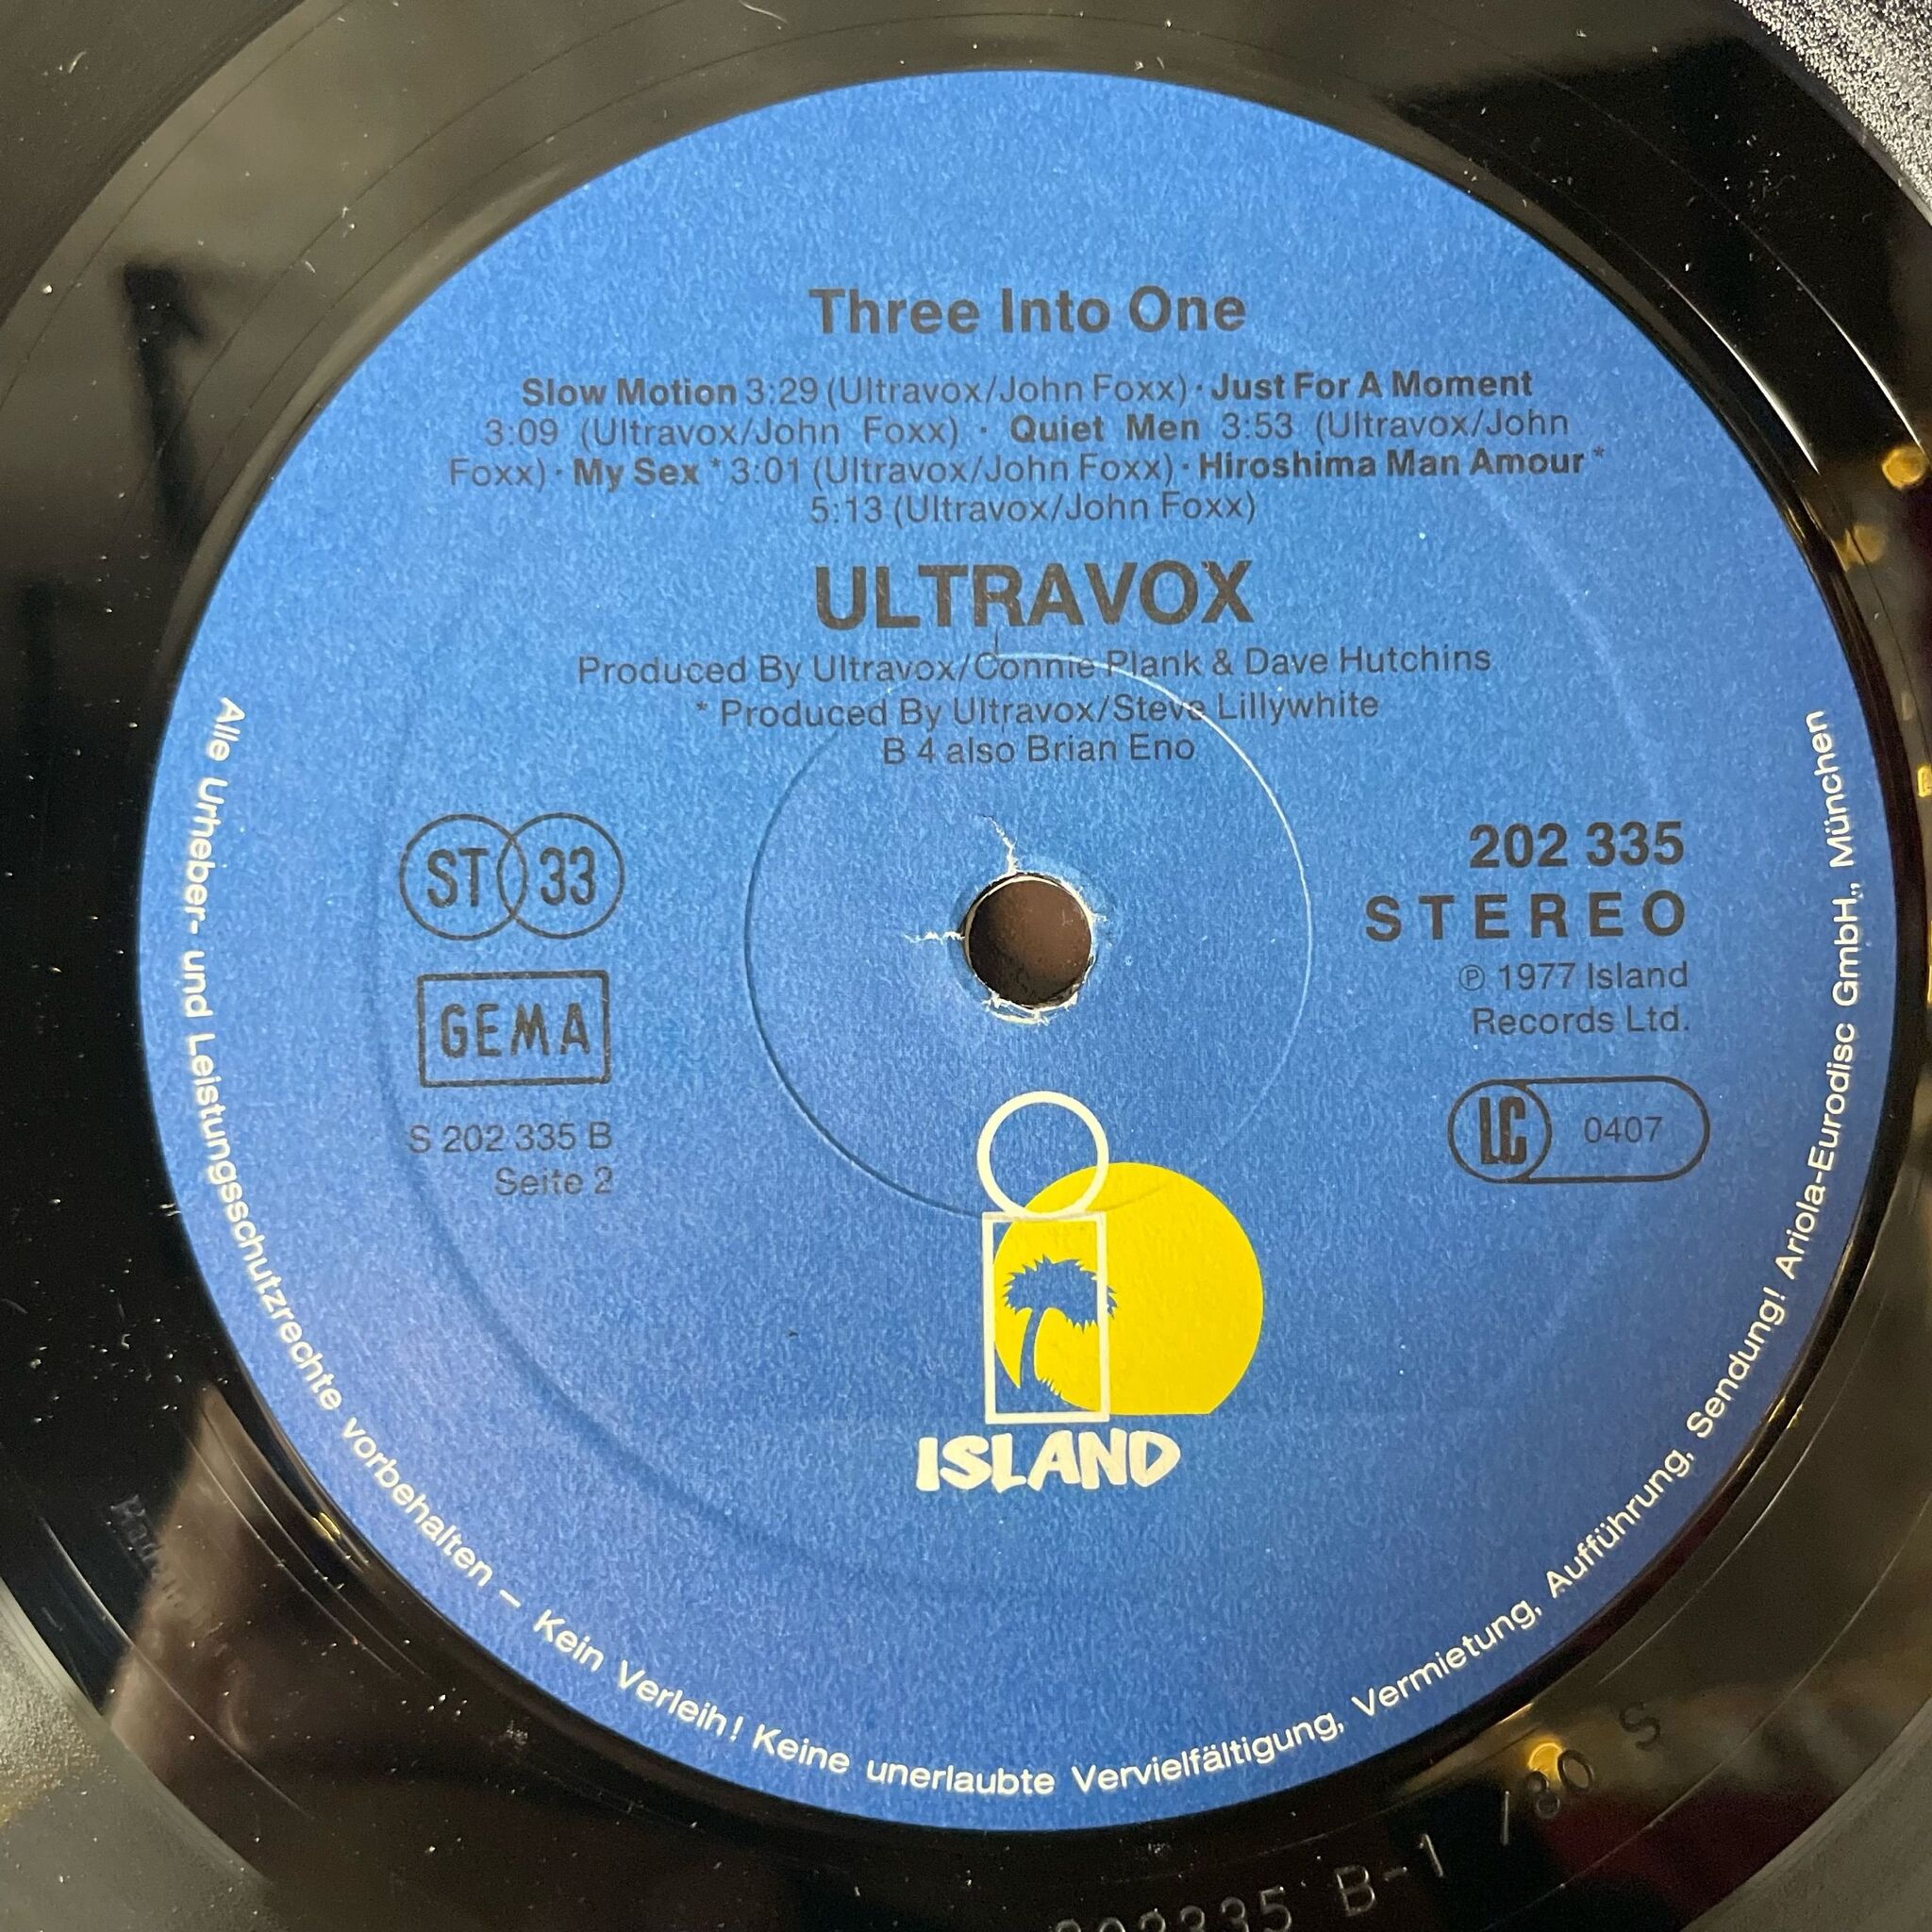 Three Into One
Slow Motion 3:29 (Ultravox/John Foxx) · Just For A Moment
3:09 (Ultravox/John Foxx) · Quiet Men 3:53 (Ultravox/John
Foxx) · My Sex * 3:01 (Ultravox/John Foxx) · Hiroshima Man Amour *
5:13 (Ultravox/John Foxx)
ULTRAVOX
Produced By Ultravox/Connie Plank & Dave Hutchins
* Produced By Ultravox/Steve Lillywhite
B 4 also Brian Eno
ST 33
GEMA
S 202 335 B
Seite 2
202 335
STEREO
℗ 1977 Island
Records Ltd.
LC 0407
ISLAND
Alle Urheber- und Leistungsschutzrechte vorbehalten – Kein Verleih! Keine unerlaubte Vervielfältigung, Vermietung, Aufführung, Sendung! Ariola-Eurodisc GmbH., München
202335 B-1 /80 S